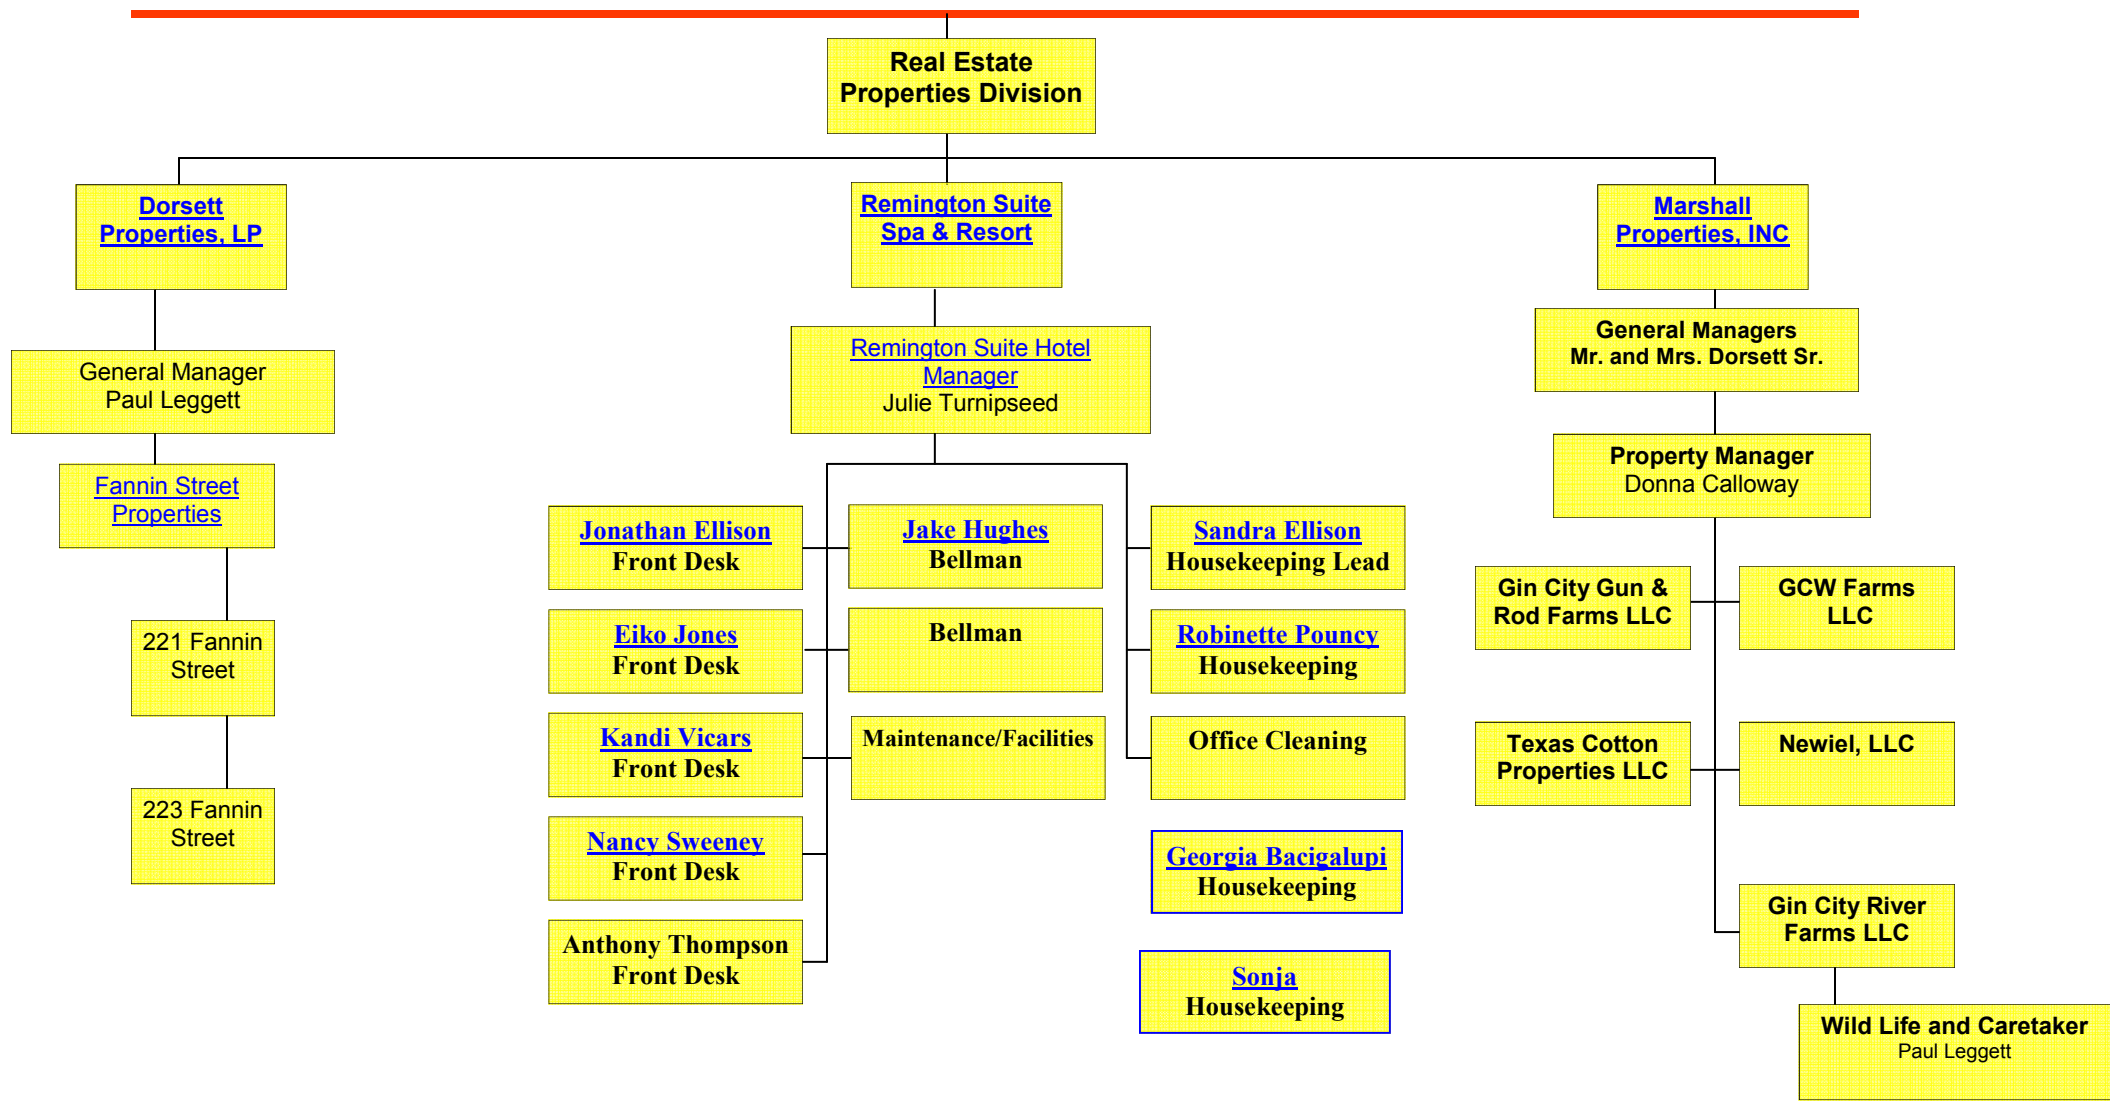 Real Estate
Properties Division
Dorsett
Properties, LP
Remington Suite
Spa & Resort
Marshall
Properties, INC
General Manager
Paul Leggett
Remington Suite Hotel
Manager
Julie Turnipseed
General Managers
Mr. and Mrs. Dorsett Sr.
Fannin Street
Properties
Property Manager
Donna Calloway
221 Fannin
Street
223 Fannin
Street
Jonathan Ellison
Front Desk
Jake Hughes
Bellman
Sandra Ellison
Housekeeping Lead
Eiko Jones
Front Desk
Bellman
Robinette Pouncy
Housekeeping
Kandi Vicars
Front Desk
Maintenance/Facilities
Office Cleaning
Nancy Sweeney
Front Desk
Georgia Bacigalupi
Housekeeping
Anthony Thompson
Front Desk
Sonja
Housekeeping
Gin City Gun &
Rod Farms LLC
GCW Farms
LLC
Texas Cotton
Properties LLC
Newiel, LLC
Gin City River
Farms LLC
Wild Life and Caretaker
Paul Leggett